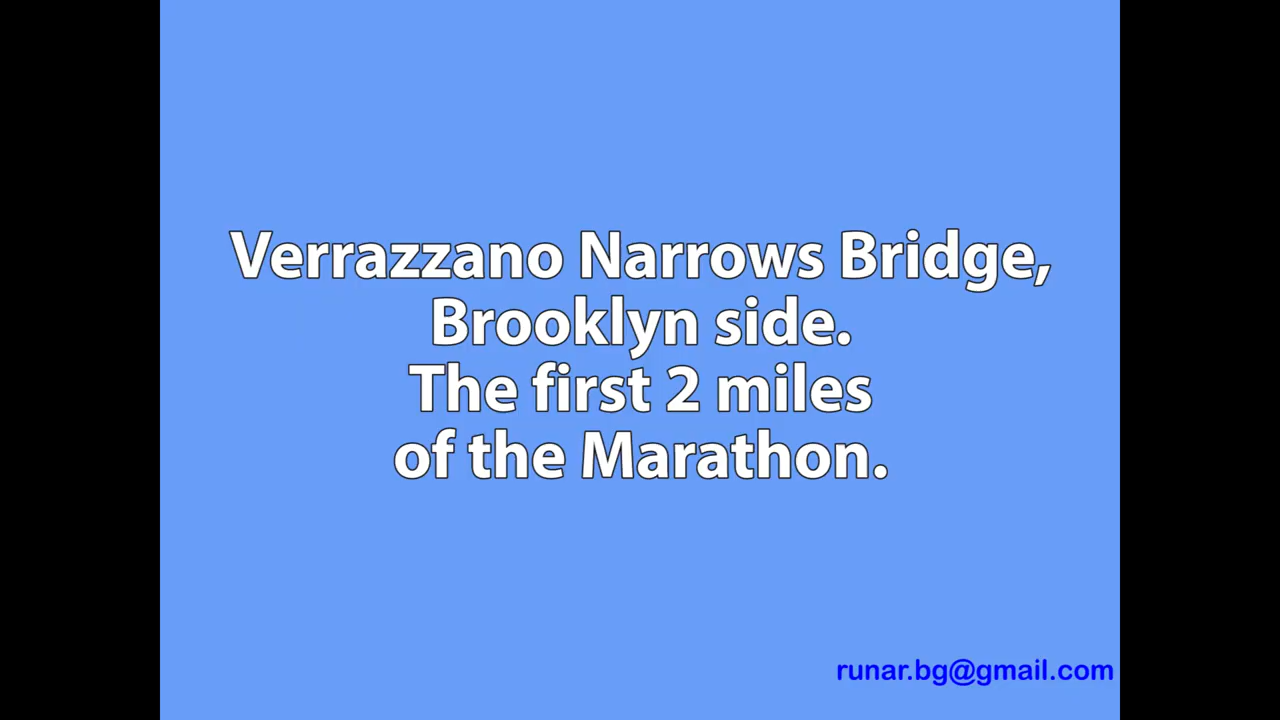 Verrazzano Narrows Bridge,
Brooklyn side.
The first 2 miles
of the Marathon.
runar.bg@gmail.com